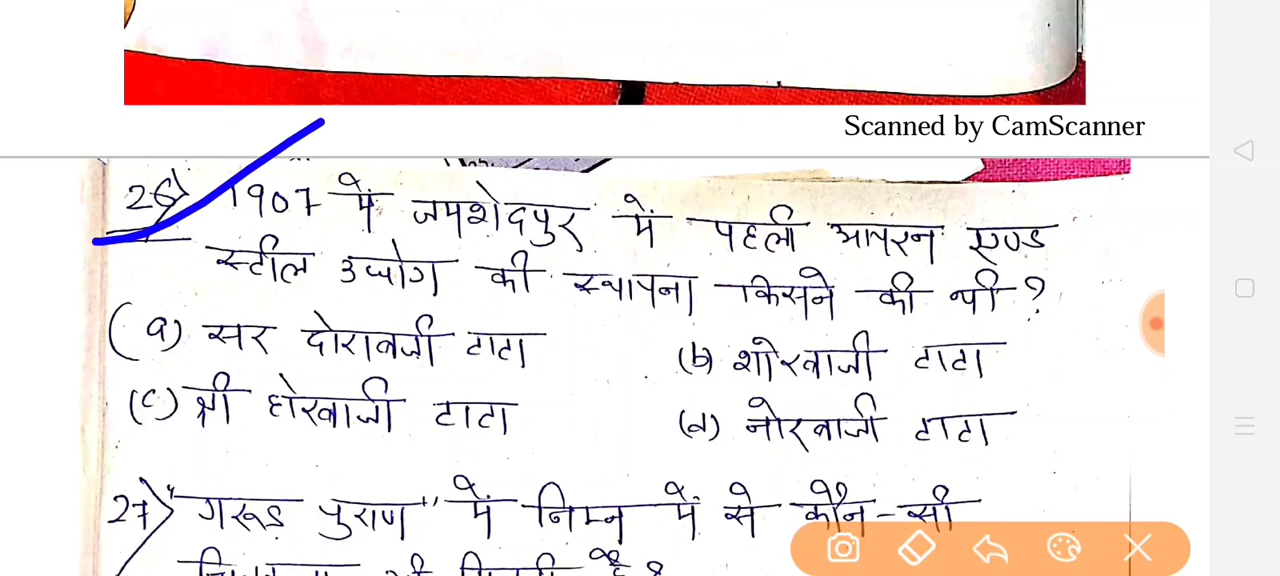 Scanned by CamScanner
26) 1907 में जमशेदपुर में पहली आयरन एण्ड
स्टील उद्योग की स्थापना किसने की थी ?
(a) सर दोराबजी टाटा
(b) शोरबाजी टाटा
(c) श्री होरबाजी टाटा
(d) नोरबाजी टाटा
27) "गरूड पुराण" में निम्न में से कौन-सी